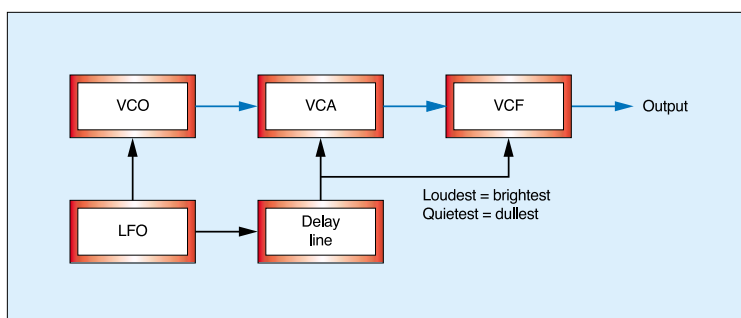 VCO
VCA
VCF
Output
Loudest = brightest
Quietest = dullest
LFO
Delay
line